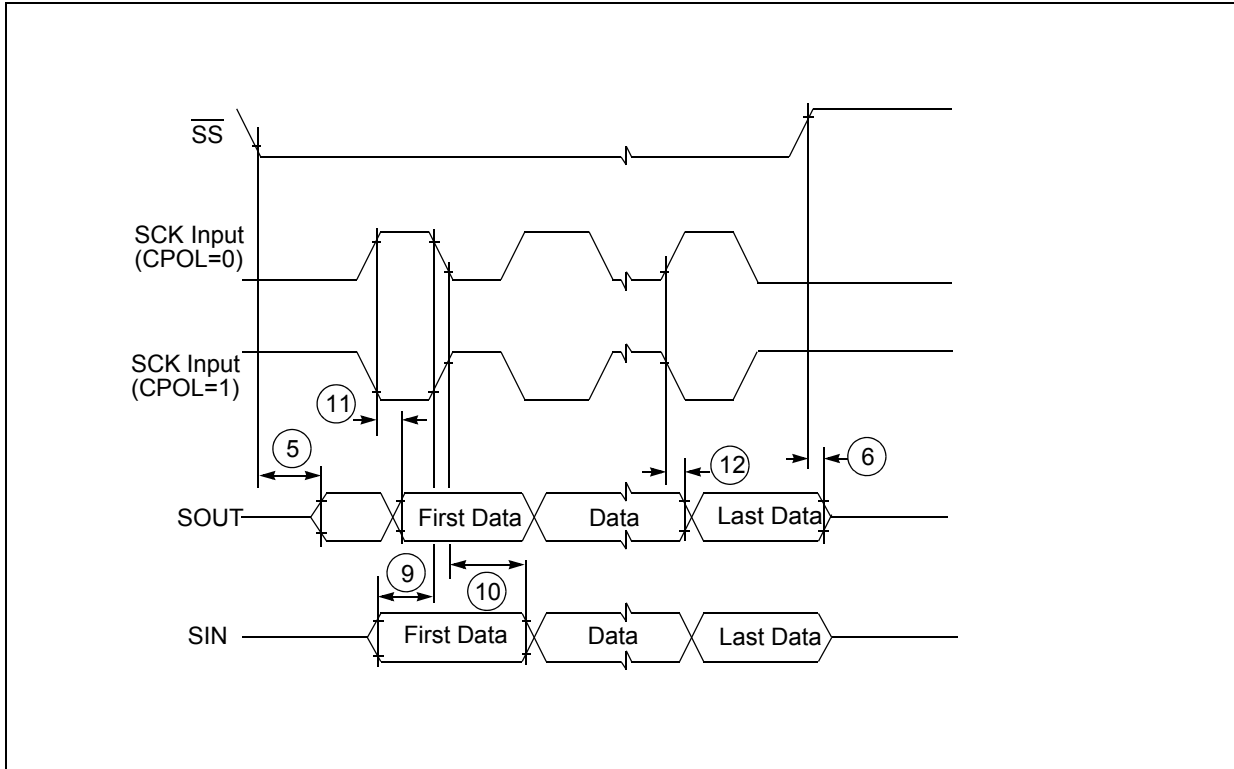 SS
SCK Input
(CPOL=0)
SCK Input
(CPOL=1)
11
5
12
6
SOUT
First Data
Data
Last Data
9
10
SIN
First Data
Data
Last Data